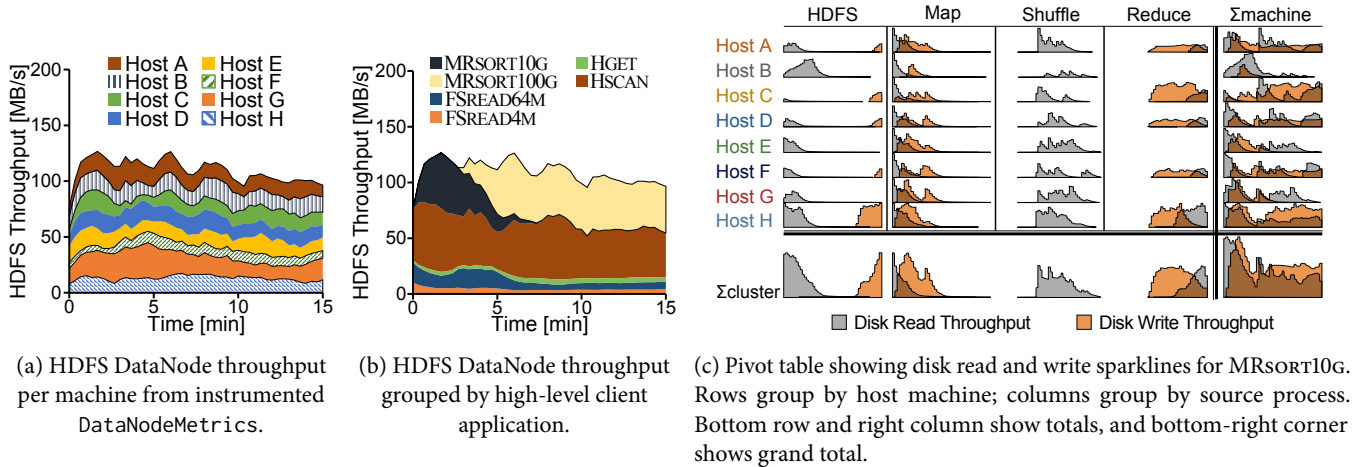 Host A Host E
Host B Host F
Host C Host G
Host D Host H
200
150
100
50
0
HDFS Throughput [MB/s]
0 5 10 15
Time [min]
(a) HDFS DataNode throughput
per machine from instrumented
DataNodeMetrics.
MRSORT10G HGET
MRSORT100G HSCAN
FSREAD64M
FSREAD4M
200
150
100
50
0
HDFS Throughput [MB/s]
0 5 10 15
Time [min]
(b) HDFS DataNode throughput
grouped by high-level client
application.
HDFS Map Shuffle Reduce Σmachine
Host A
Host B
Host C
Host D
Host E
Host F
Host G
Host H
Σcluster
Disk Read Throughput Disk Write Throughput
(c) Pivot table showing disk read and write sparklines for MRSORT10G.
Rows group by host machine; columns group by source process.
Bottom row and right column show totals, and bottom-right corner
shows grand total.